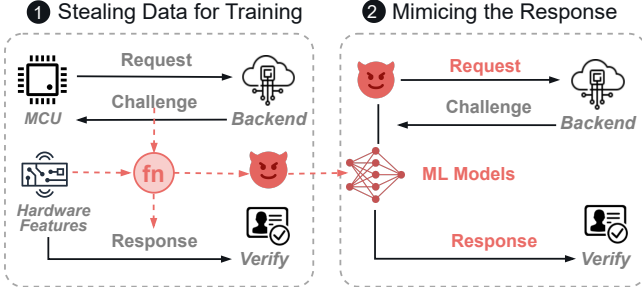 1 Stealing Data for Training
2 Mimicing the Response
Request
Challenge
MCU
Backend
fn
Hardware
Features
Response
Verify
Request
Challenge
Backend
ML Models
Response
Verify